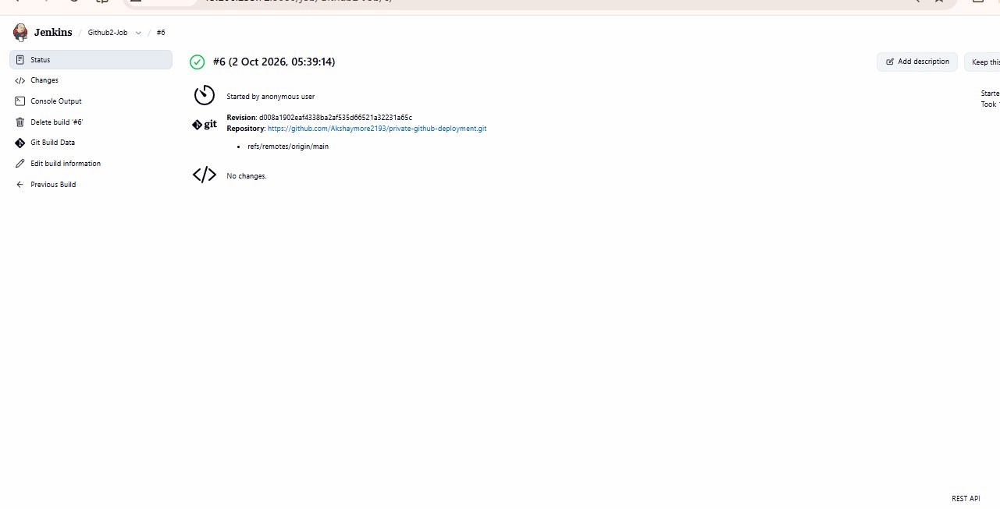 Jenkins / Github2-Job / #6
Status
Changes
Console Output
Delete build ‘#6’
Git Build Data
Edit build information
Previous Build
#6 (2 Oct 2026, 05:39:14)
Add description
Keep this
Started by anonymous user
Starte
Took
git
Revision: d008a1902eaf4338ba2af535d66521a32231a65c
Repository: https://github.com/Akshaymore2193/private-github-deployment.git
• refs/remotes/origin/main
No changes.
REST API